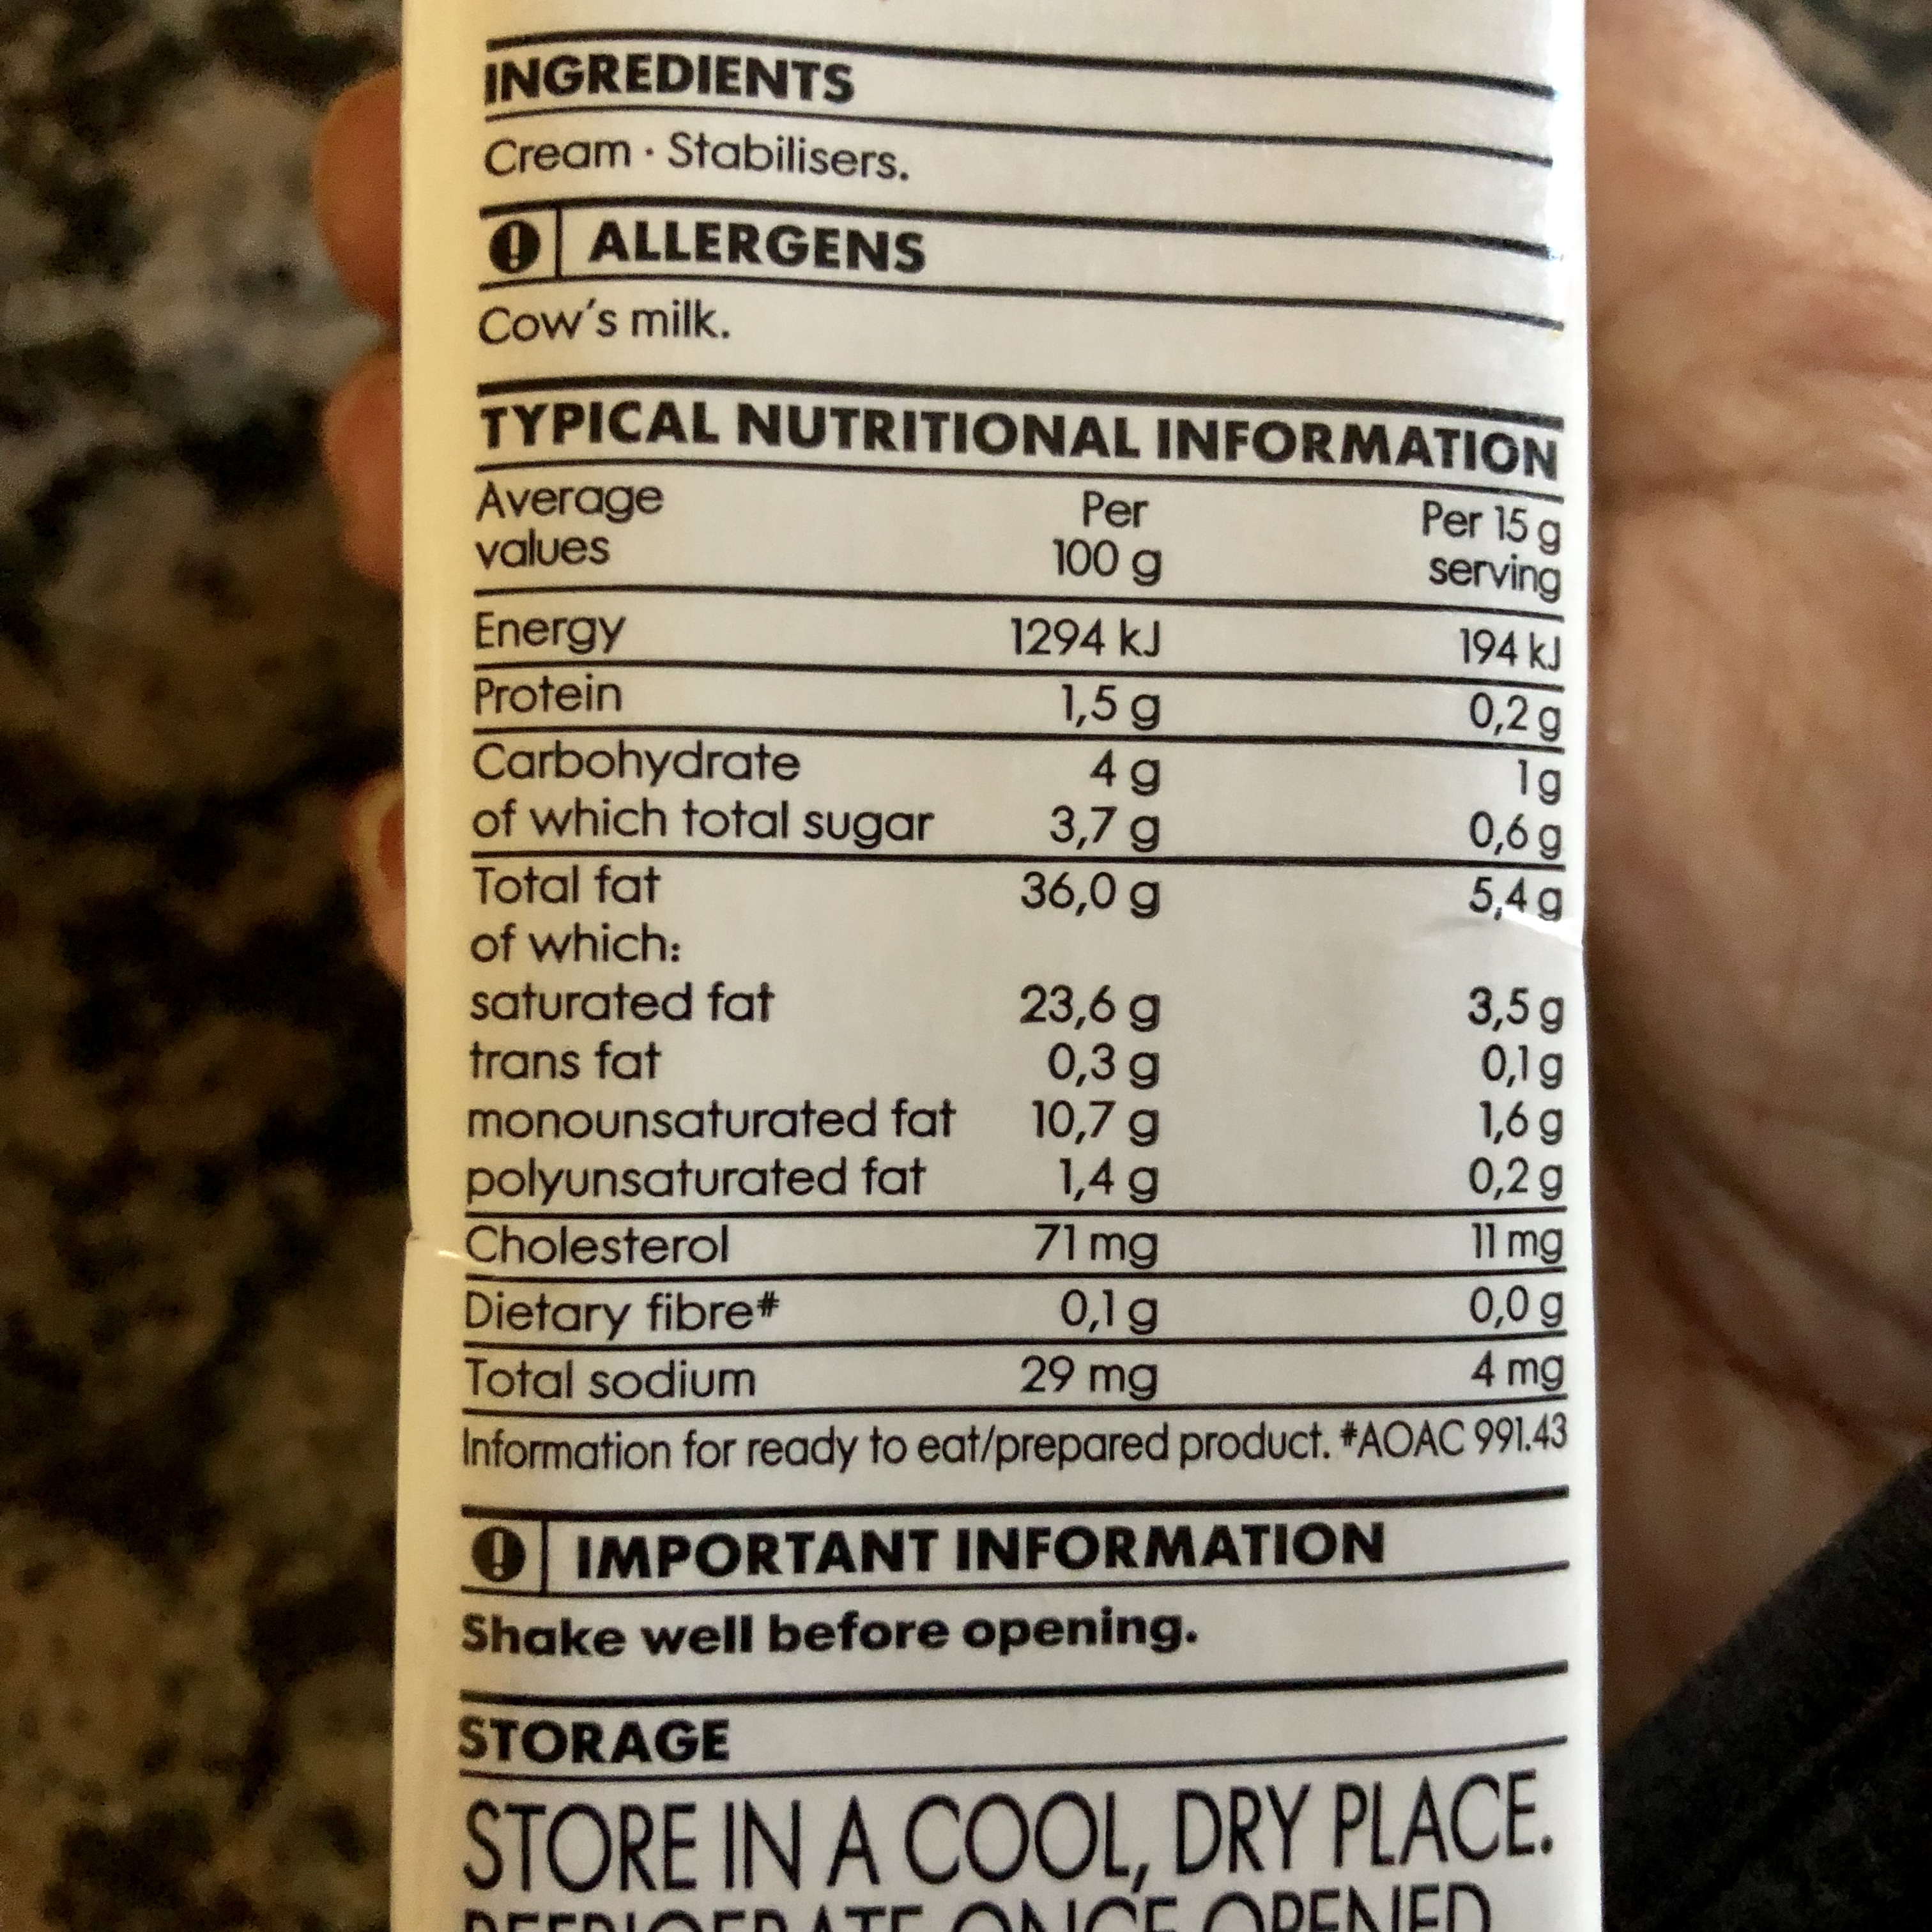 INGREDIENTS
Cream · Stabilisers.
ALLERGENS
Cow's milk.
TYPICAL NUTRITIONAL INFORMATION
Average values Per 100 g Per 15 g serving
Energy 1294 kJ 194 kJ
Protein 1,5 g 0,2 g
Carbohydrate 4 g 1 g
of which total sugar 3,7 g 0,6 g
Total fat 36,0 g 5,4 g
of which:
saturated fat 23,6 g 3,5 g
trans fat 0,3 g 0,1 g
monounsaturated fat 10,7 g 1,6 g
polyunsaturated fat 1,4 g 0,2 g
Cholesterol 71 mg 11 mg
Dietary fibre# 0,1 g 0,0 g
Total sodium 29 mg 4 mg
Information for ready to eat/prepared product. #AOAC 991.43
IMPORTANT INFORMATION
Shake well before opening.
STORAGE
STORE IN A COOL, DRY PLACE.
REFRIGERATE ONCE OPENED